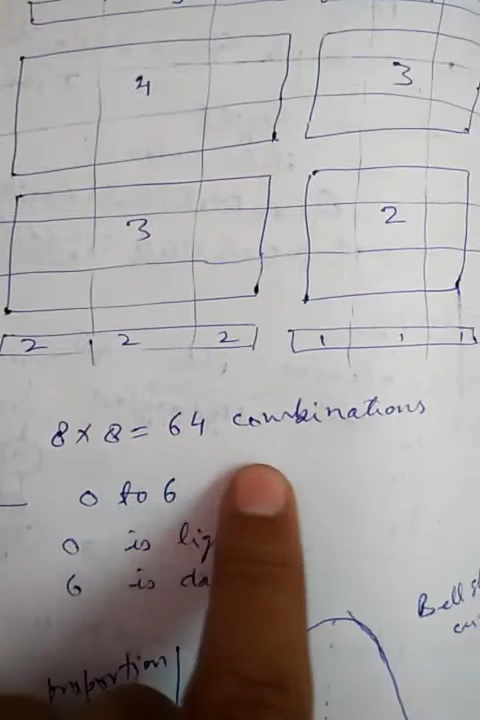 4 3
3 2
2 2 2 1 1 1
8 x 8 = 64 combinations
0 to 6
0 is
6 is
proportion
Bell